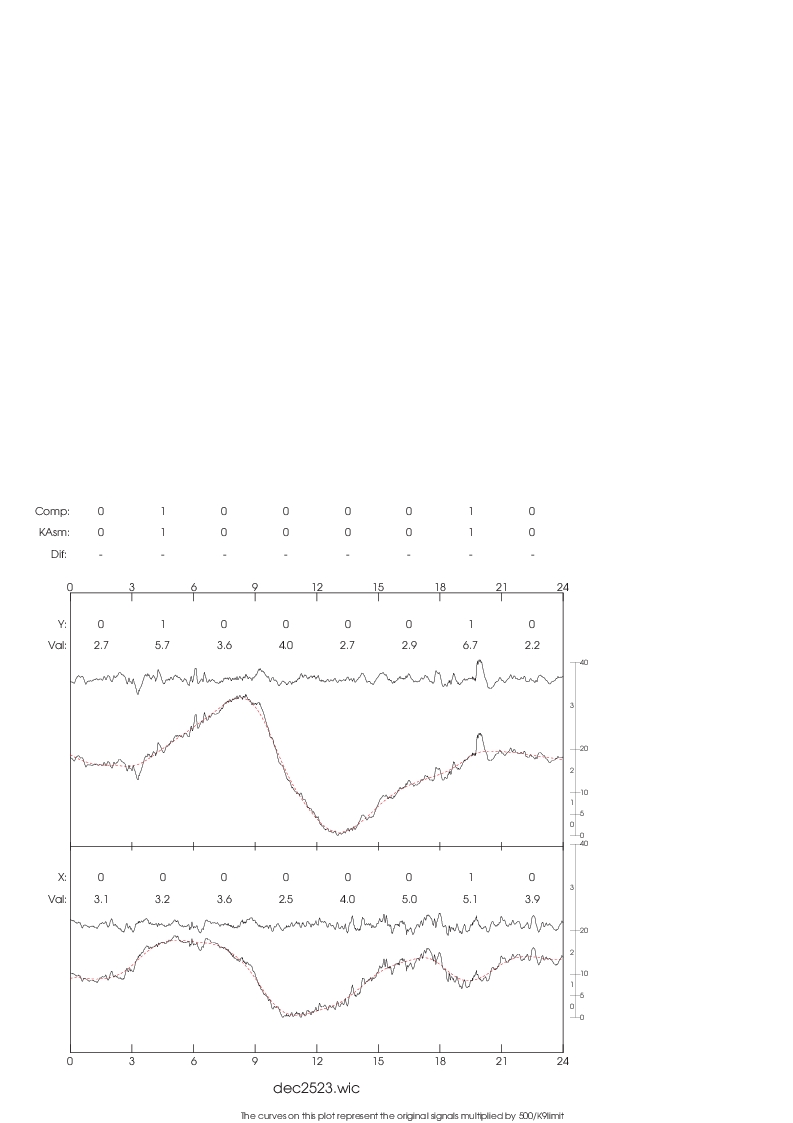 Comp: 0 1 0 0 0 0 1 0
KAsm: 0 1 0 0 0 0 1 0
Dif: - - - - - - - -
0 3 6 9 12 15 18 21 24
Y: 0 1 0 0 0 0 1 0
Val: 2.7 5.7 3.6 4.0 2.7 2.9 6.7 2.2
40
3
20
2
10
1
5
0
0
40
X: 0 0 0 0 0 0 1 0
3
Val: 3.1 3.2 3.6 2.5 4.0 5.0 5.1 3.9
20
2
10
1
5
0
0
0 3 6 9 12 15 18 21 24
dec2523.wic
The curves on this plot represent the original signals multiplied by 500/K9limit